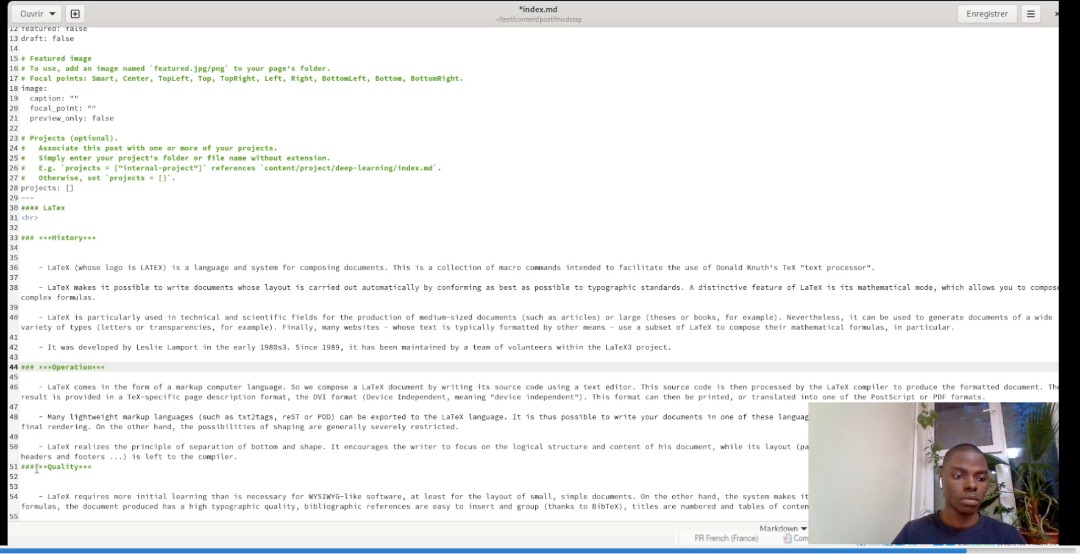 Ouvrir
*index.md
~/test/content/post/thirdstep
Enregistrer
12 featured: false
13 draft: false
14
15 # Featured image
16 # To use, add an image named `featured.jpg/png` to your page's folder.
17 # Focal points: Smart, Center, TopLeft, Top, TopRight, Left, Right, BottomLeft, Bottom, BottomRight.
18 image:
19 caption: ""
20 focal_point: ""
21 preview_only: false
22
23 # Projects (optional).
24 # Associate this post with one or more of your projects.
25 # Simply enter your project's folder or file name without extension.
26 # E.g. `projects = ["internal-project"]` references `content/project/deep-learning/index.md`.
27 # Otherwise, set `projects = []`.
28 projects: []
29 ---
30 #### LaTex
31 <hr>
32
33 ### ***History***
34
35
36 - LaTeX (whose logo is LATEX) is a language and system for composing documents. This is a collection of macro commands intended to facilitate the use of Donald Knuth's TeX "text processor".
37
38 - LaTeX makes it possible to write documents whose layout is carried out automatically by conforming as best as possible to typographic standards. A distinctive feature of LaTeX is its mathematical mode, which allows you to compose
complex formulas.
39
40 - LaTeX is particularly used in technical and scientific fields for the production of medium-sized documents (such as articles) or large (theses or books, for example). Nevertheless, it can be used to generate documents of a wide
variety of types (letters or transparencies, for example). Finally, many websites - whose text is typically formatted by other means - use a subset of LaTeX to compose their mathematical formulas, in particular.
41
42 - It was developed by Leslie Lamport in the early 1980s3. Since 1989, it has been maintained by a team of volunteers within the LaTeX3 project.
43
44 ### ***Operation***
45
46 - LaTeX comes in the form of a markup computer language. So we compose a LaTeX document by writing its source code using a text editor. This source code is then processed by the LaTeX compiler to produce the formatted document. The
result is provided in a TeX-specific page description format, the DVI format (Device Independent, meaning "device independent"). This format can then be printed, or translated into one of the PostScript or PDF formats.
47
48 - Many lightweight markup languages (such as txt2tags, reST or POD) can be exported to the LaTeX language. It is thus possible to write your documents in one of these languag
final rendering. On the other hand, the possibilities of shaping are generally severely restricted.
49
50 - LaTeX realizes the principle of separation of bottom and shape. It encourages the writer to focus on the logical structure and content of his document, while its layout (pa
headers and footers ...) is left to the compiler.
51 ### ***Quality***
52
53
54 - LaTeX requires more initial learning than is necessary for WYSIWYG-like software, at least for the layout of small, simple documents. On the other hand, the system makes it
formulas, the document produced has a high typographic quality, bibliographic references are easy to insert and group (thanks to BibTeX), titles are numbered and tables of conten
55
Markdown
FR French (France)
Com